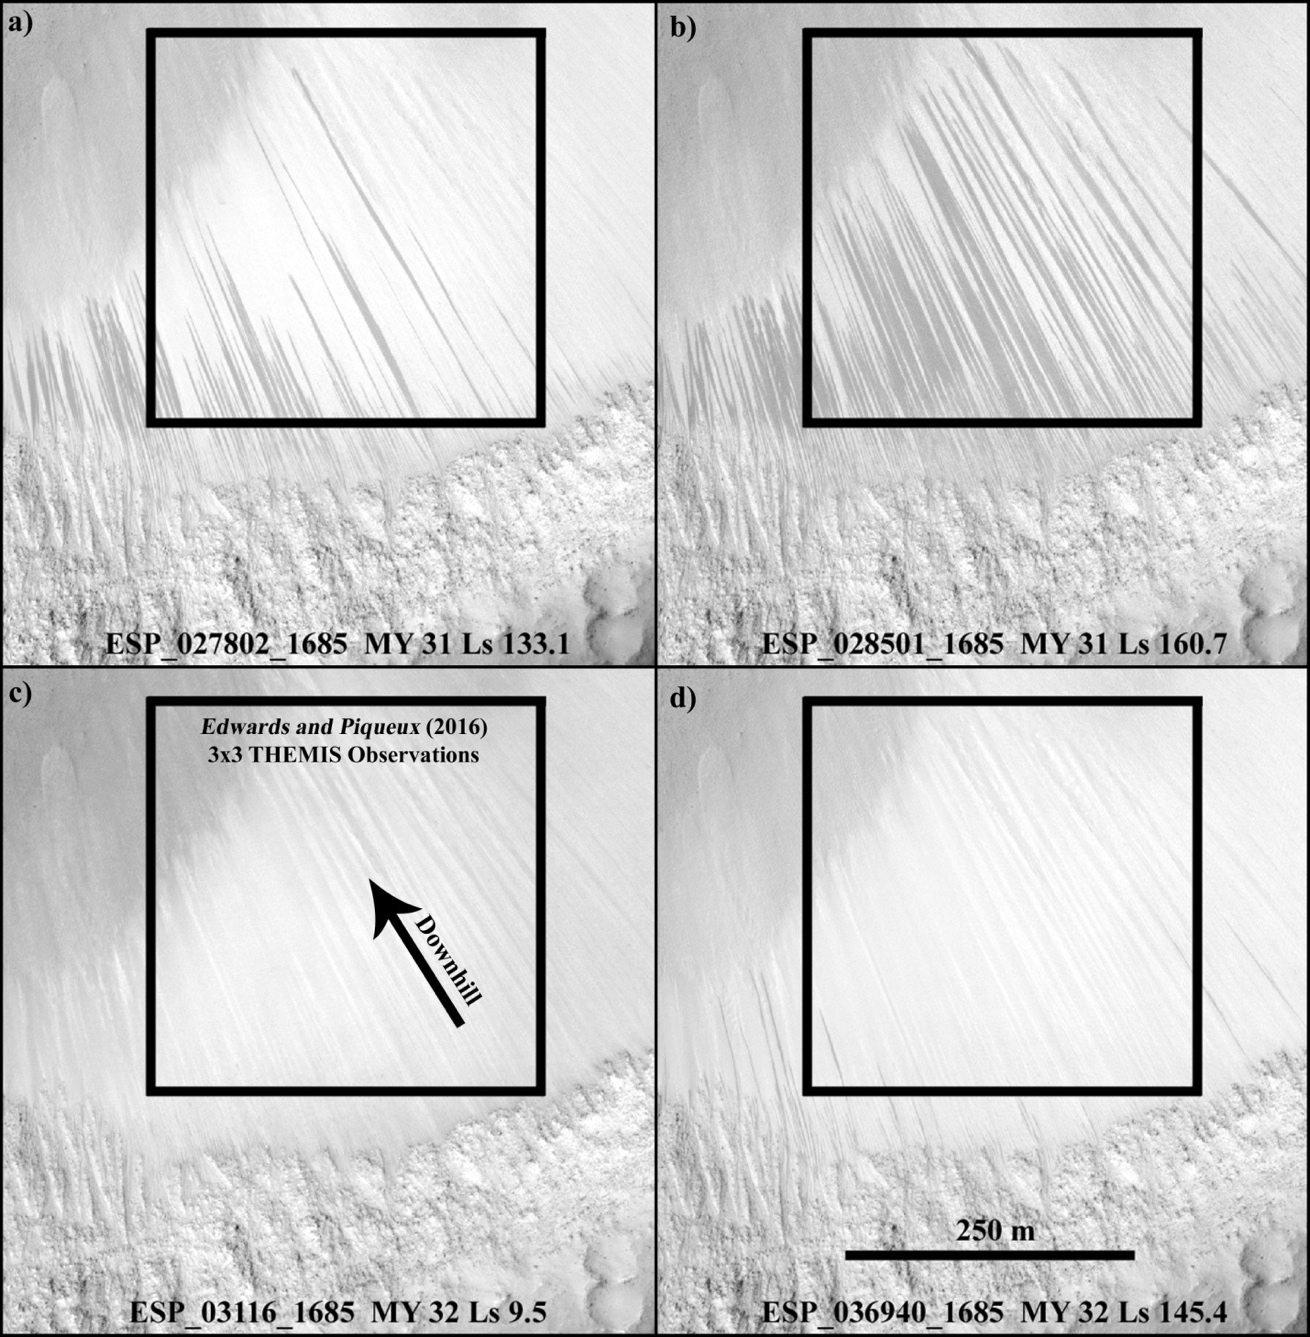 a)
ESP_027802_1685 MY 31 Ls 133.1
b)
ESP_028501_1685 MY 31 Ls 160.7
c)
Edwards and Piqueux (2016)
3x3 THEMIS Observations
Downhill
ESP_03116_1685 MY 32 Ls 9.5
d)
250 m
ESP_036940_1685 MY 32 Ls 145.4